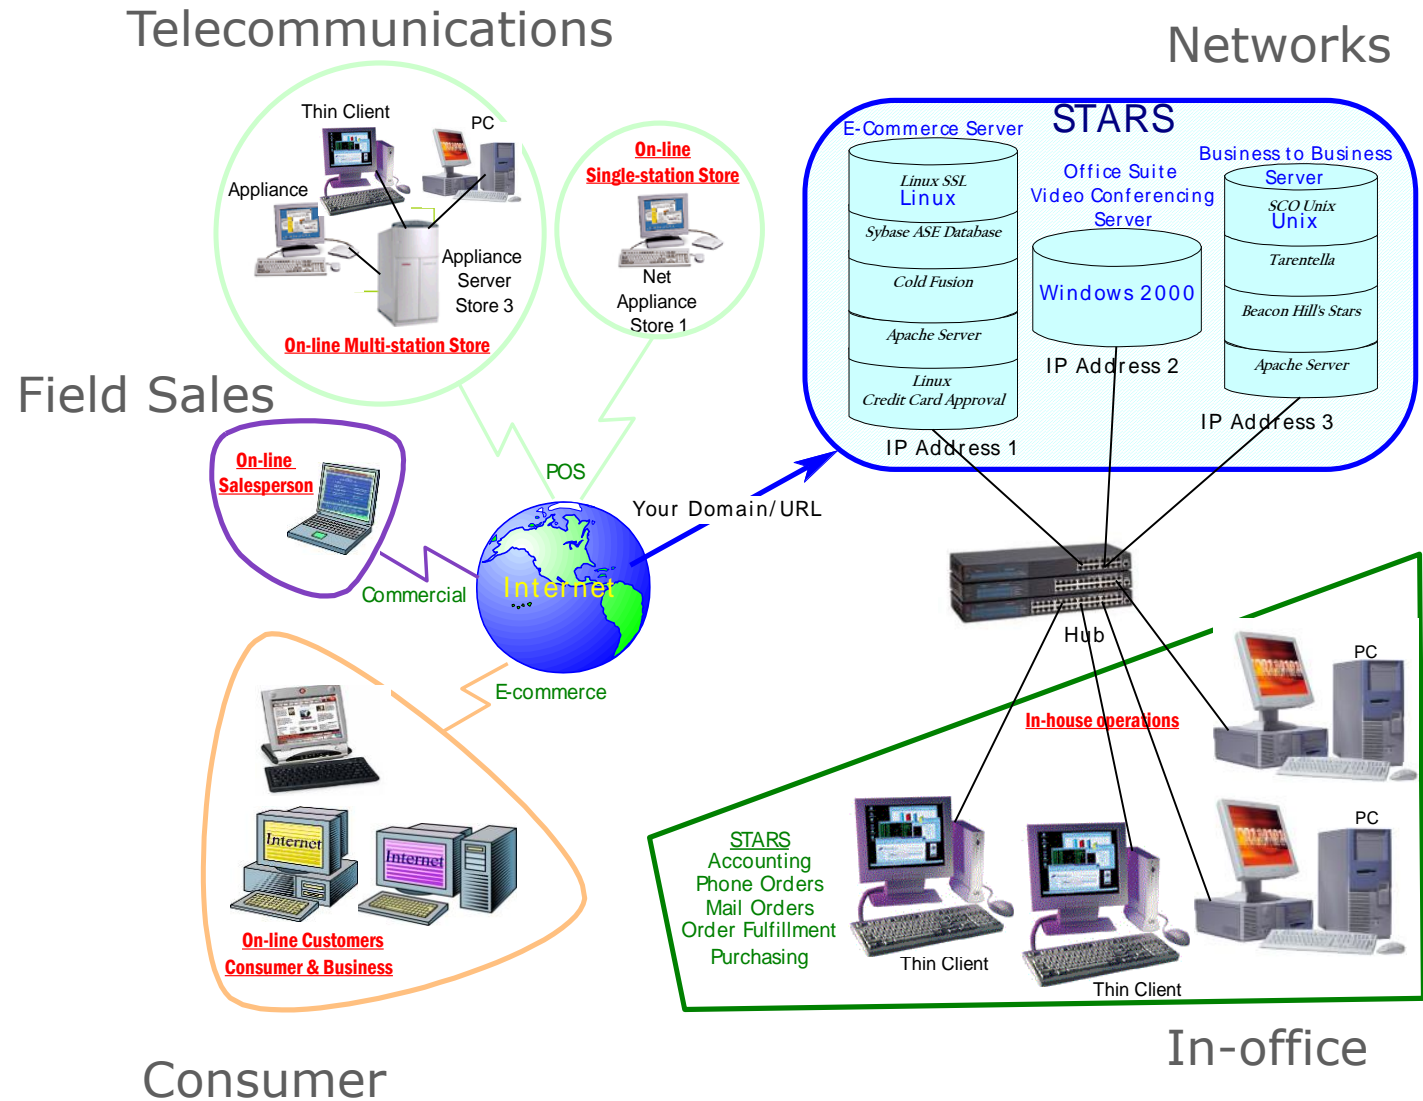 Telecommunications
Networks
Thin Client
PC
Appliance
Appliance
Server
Store 3
On-line Multi-station Store
On-line
Single-station Store
Net
Appliance
Store 1
STARS
E-Commerce Server
Linux SSL
Linux
Sybase ASE Database
Cold Fusion
Apache Server
Linux
Credit Card Approval
IP Address 1
Office Suite
Video Conferencing
Server
Windows 2000
IP Address 2
Business to Business
Server
SCO Unix
Unix
Tarentella
Beacon Hill's Stars
Apache Server
IP Address 3
Field Sales
On-line
Salesperson
POS
Your Domain/URL
Internet
Commercial
E-commerce
Hub
Internet
Internet
On-line Customers
Consumer & Business
In-house operations
PC
PC
STARS
Accounting
Phone Orders
Mail Orders
Order Fulfillment
Purchasing
Thin Client
Thin Client
In-office
Consumer